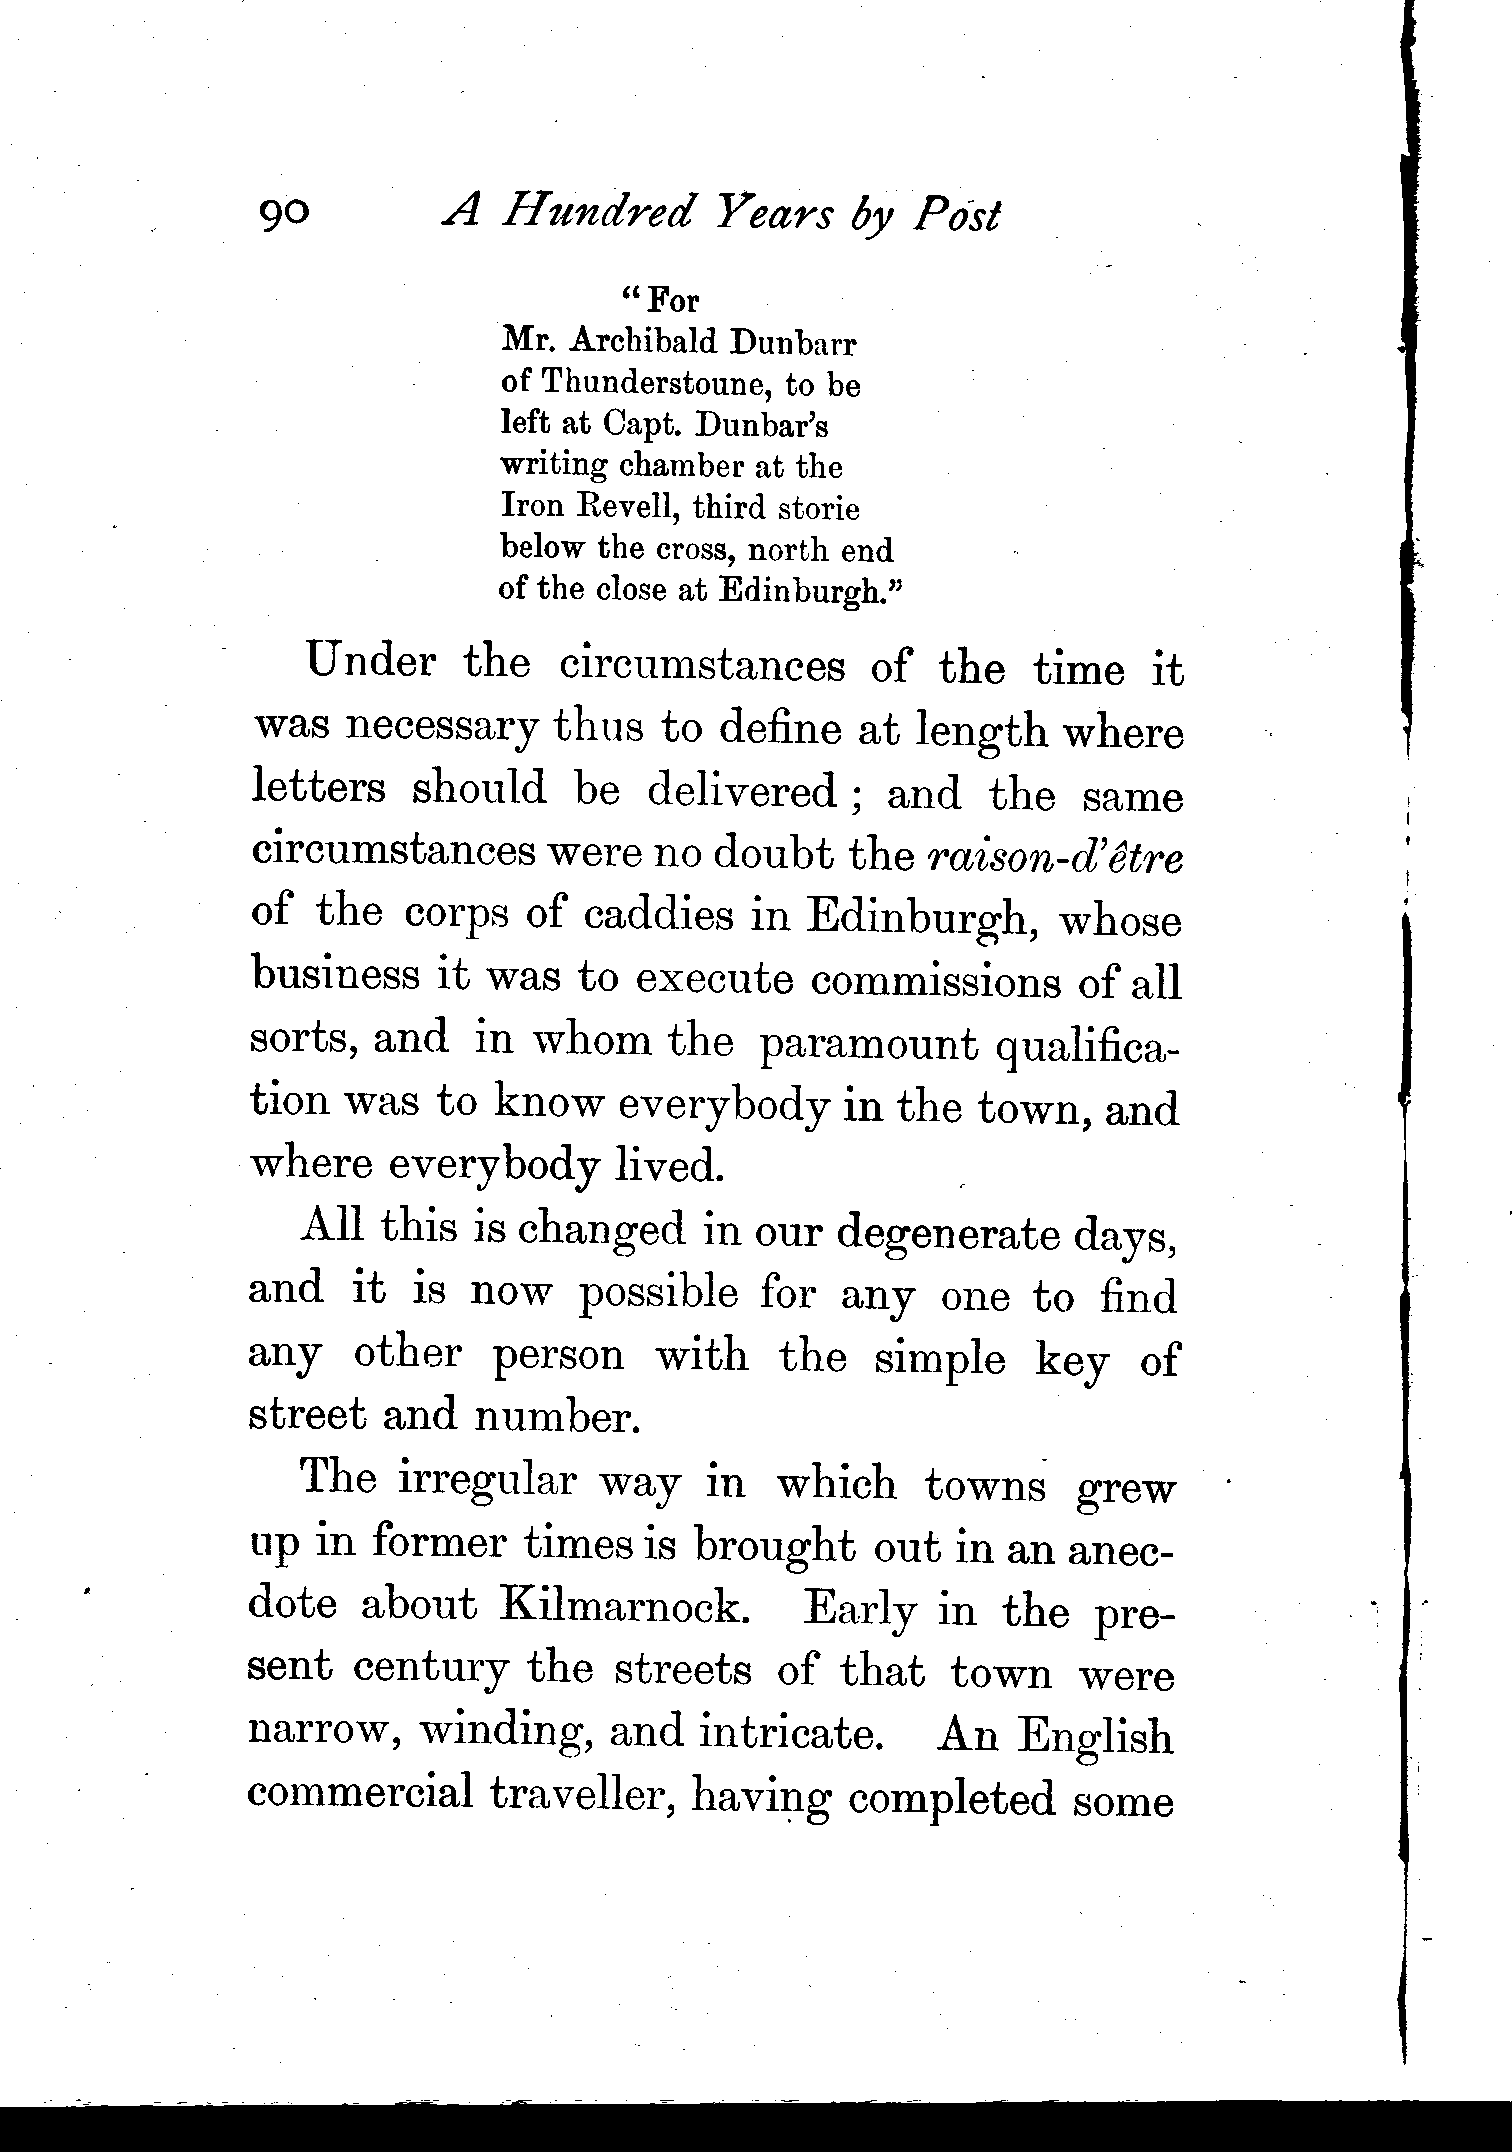 90 A Hundred Years by Post
“For
Mr. Archibald Dunbarr
of Thunderstoune, to be
left at Capt. Dunbar’s
writing chamber at the
Iron Revell, third storie
below the cross, north end
of the close at Edinburgh.”
Under the circumstances of the time it
was necessary thus to define at length where
letters should be delivered ; and the same
circumstances were no doubt the raison-d’être
of the corps of caddies in Edinburgh, whose
business it was to execute commissions of all
sorts, and in whom the paramount qualifica-
tion was to know everybody in the town, and
where everybody lived.
All this is changed in our degenerate days,
and it is now possible for any one to find
any other person with the simple key of
street and number.
The irregular way in which towns grew
up in former times is brought out in an anec-
dote about Kilmarnock. Early in the pre-
sent century the streets of that town were
narrow, winding, and intricate. An English
commercial traveller, having completed some